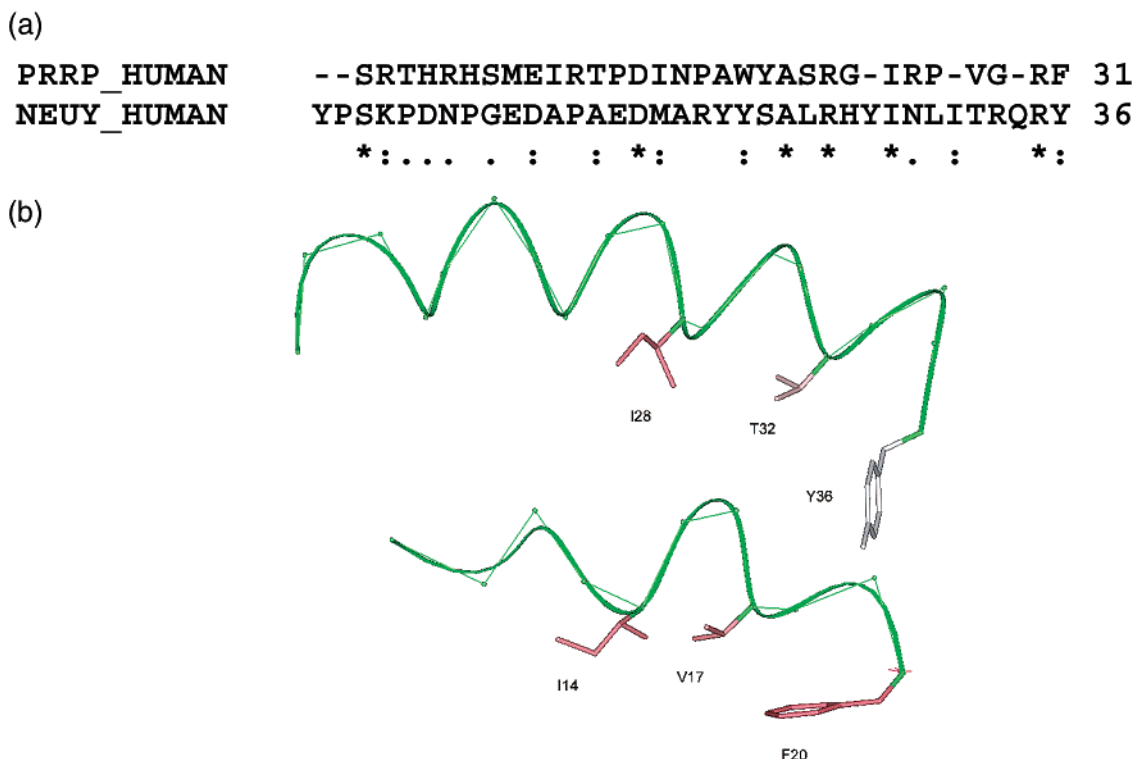 (a)
PRRP_HUMAN --SRTHRHSMEIRTPDINPAWYASRG-IRP-VG-RF 31
NEUY_HUMAN YPSKPDNPGEDAPAEDMARYYSALRHYINLITRQRY 36
*:... . : : *: : * * *. : *:
(b)
I28
T32
Y36
I14
V17
F20